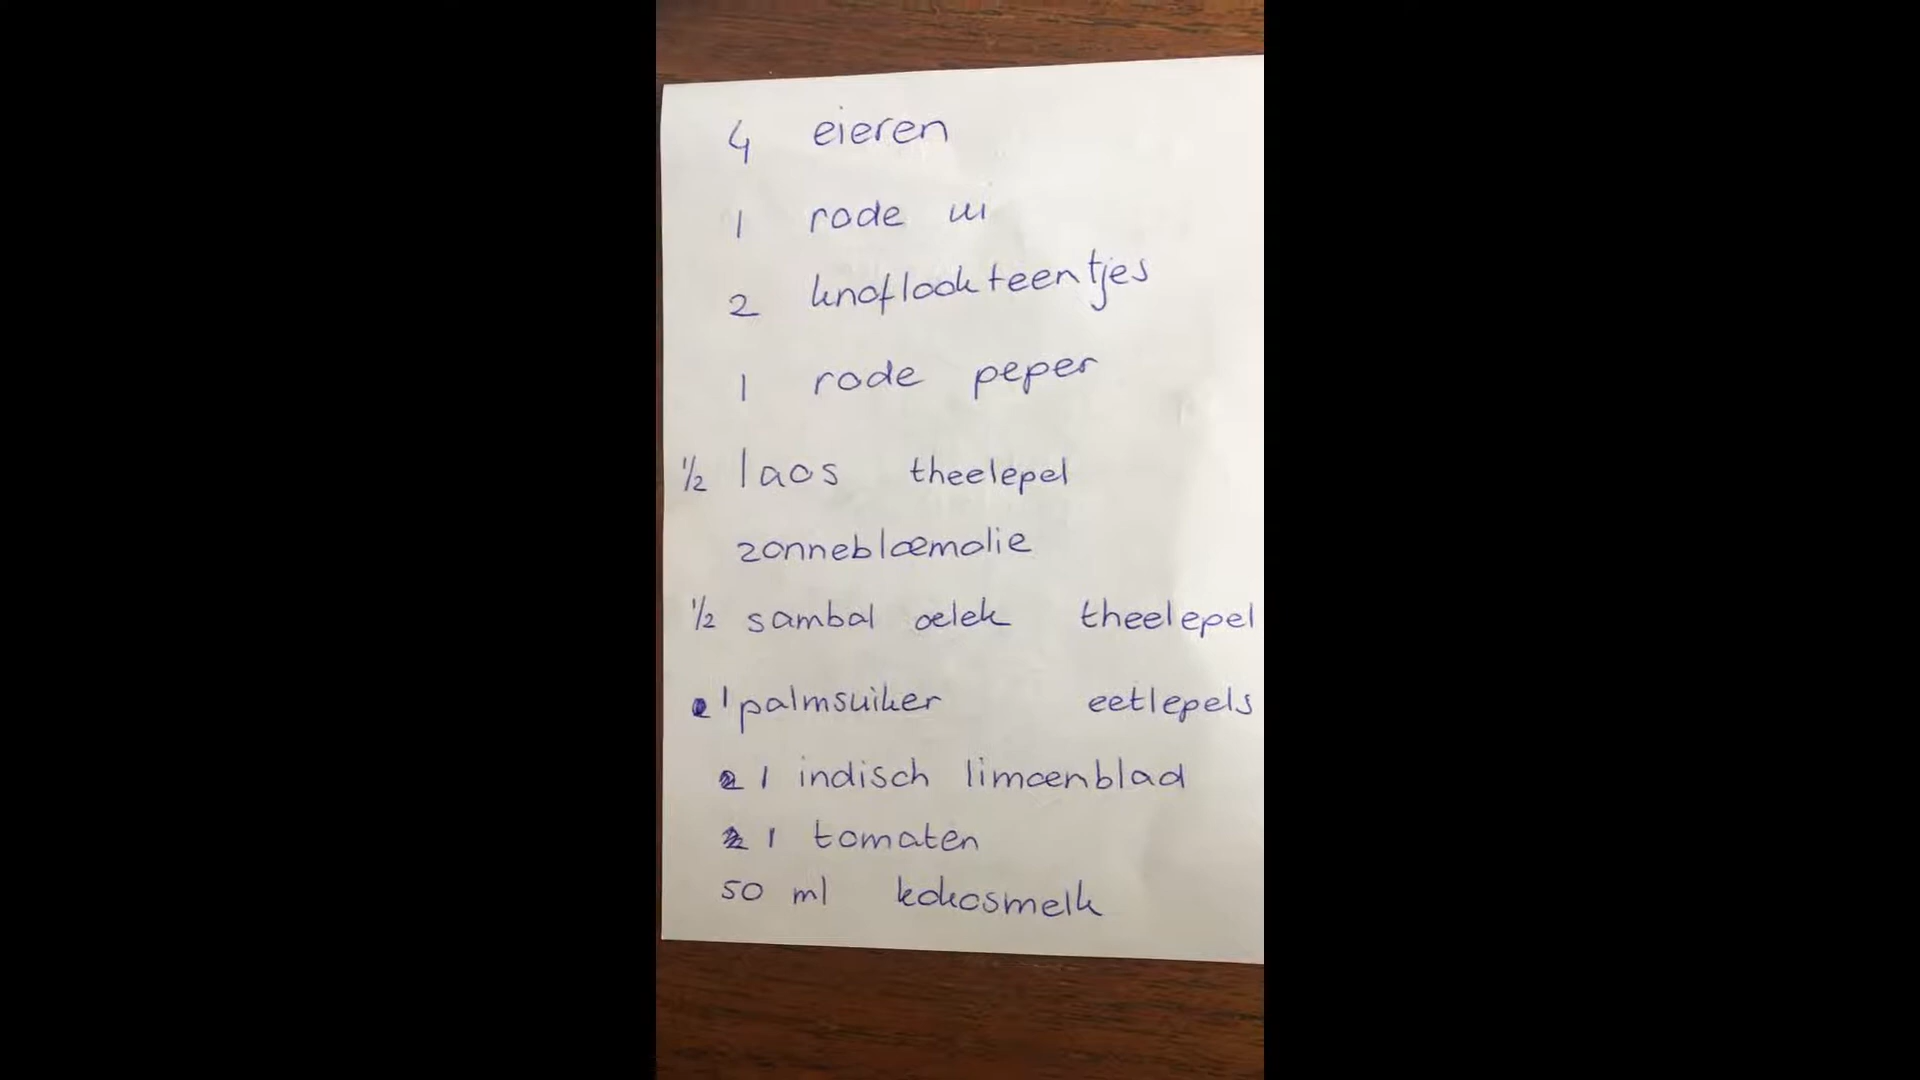 4 eieren
1 rode ui
2 knoflookteentjes
1 rode peper
1/2 laos theelepel
zonnebloemolie
1/2 sambal oelek theelepel
1 palmsuiker eetlepels
1 indisch limoenblad
1 tomaten
50 ml kokosmelk